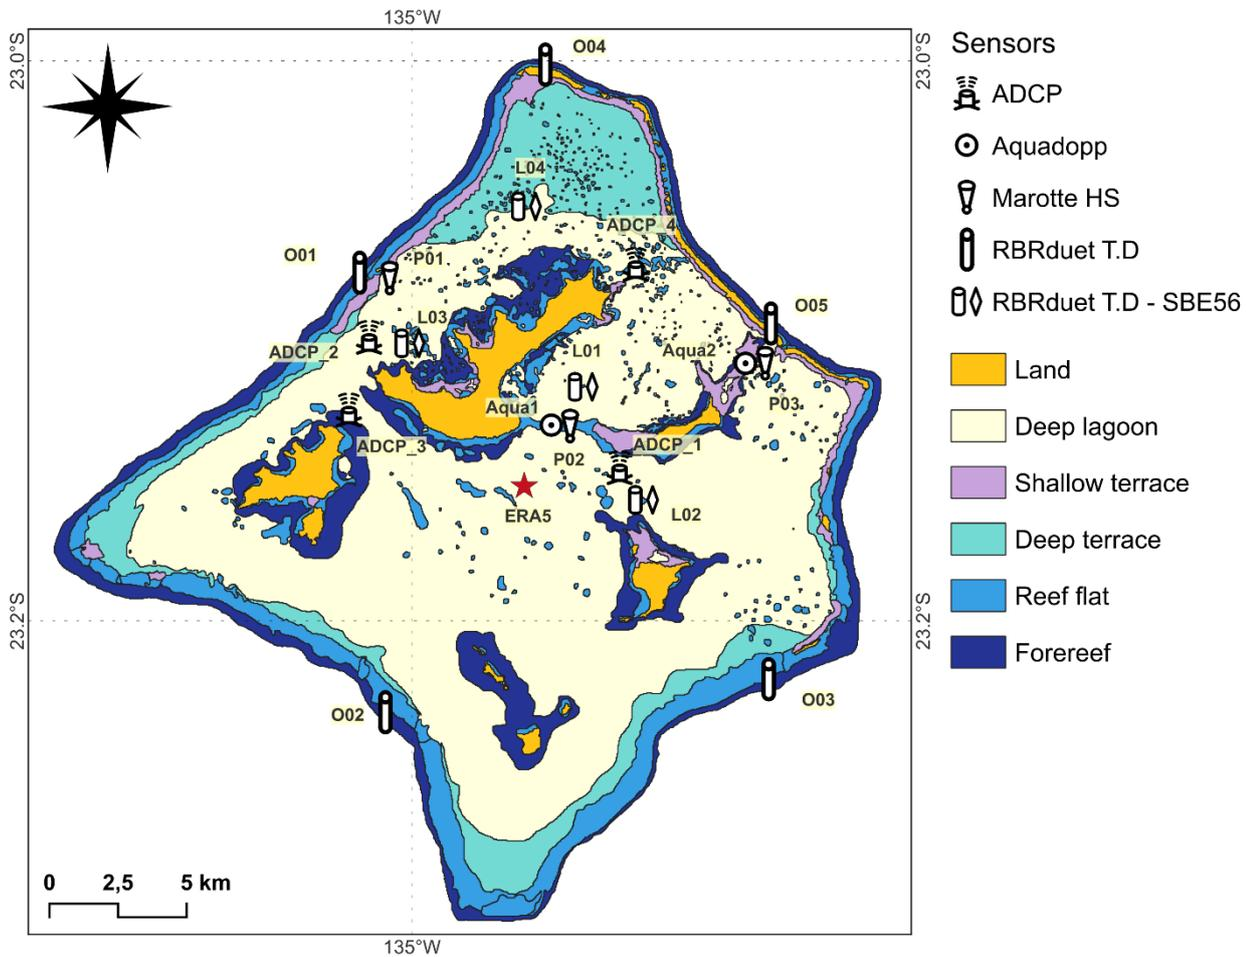 135°W
23.0°S
23.0°S
O04
L04
ADCP_4
O01
P01
O05
L03
ADCP_2
L01
Aqua2
P03
Aqua1
ADCP_3
P02
ADCP_1
ERA5
L02
23.2°S
23.2°S
O02
O03
0 2,5 5 km
135°W
Sensors
ADCP
Aquadopp
Marotte HS
RBRduet T.D
RBRduet T.D - SBE56
Land
Deep lagoon
Shallow terrace
Deep terrace
Reef flat
Forereef